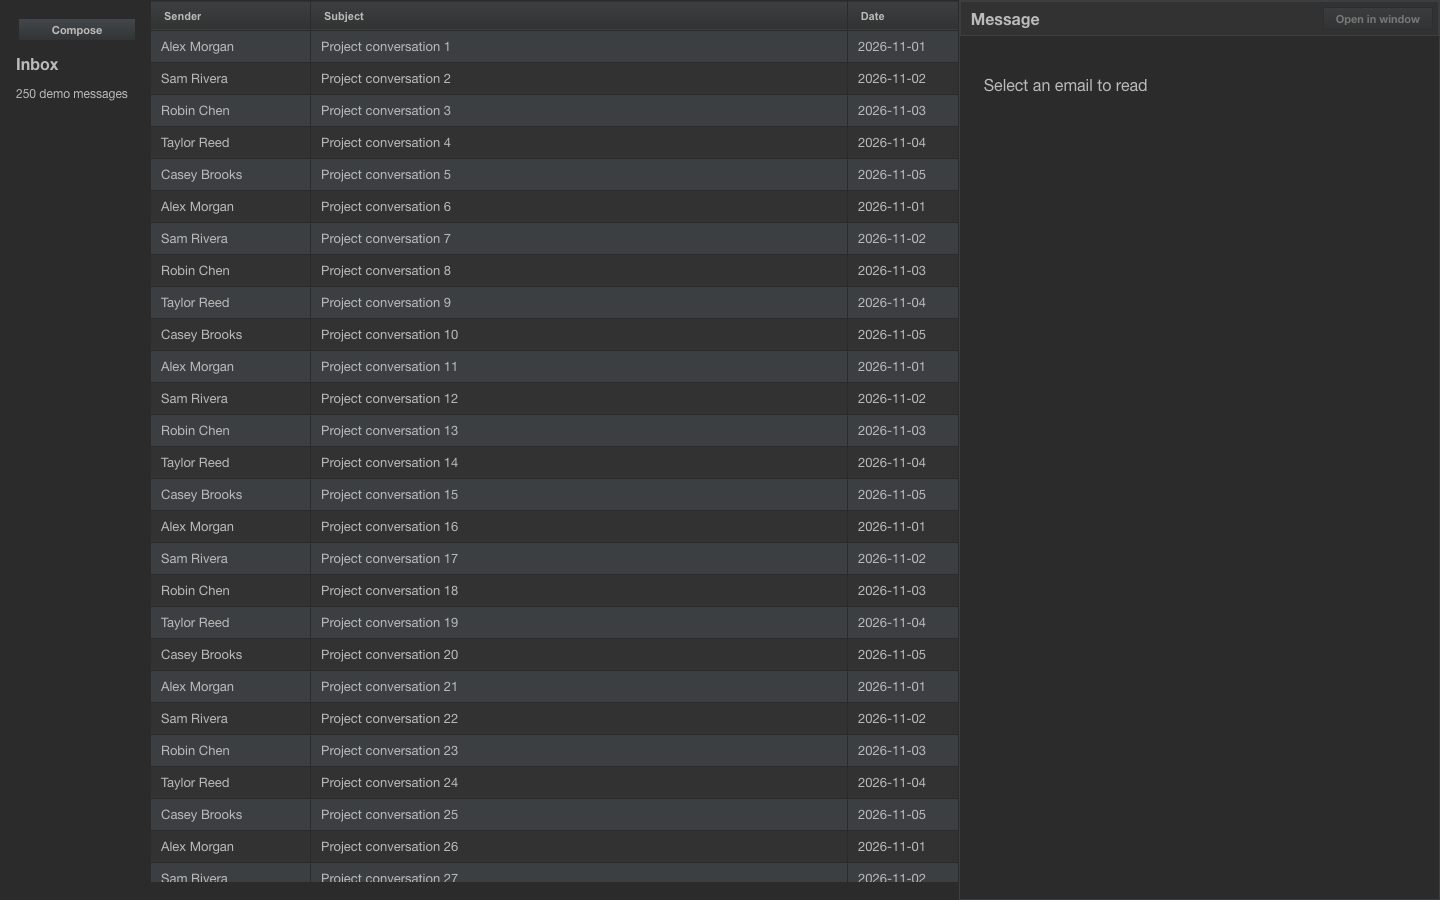 Compose
Inbox
250 demo messages
Sender Subject Date
Alex Morgan Project conversation 1 2026-11-01
Sam Rivera Project conversation 2 2026-11-02
Robin Chen Project conversation 3 2026-11-03
Taylor Reed Project conversation 4 2026-11-04
Casey Brooks Project conversation 5 2026-11-05
Alex Morgan Project conversation 6 2026-11-01
Sam Rivera Project conversation 7 2026-11-02
Robin Chen Project conversation 8 2026-11-03
Taylor Reed Project conversation 9 2026-11-04
Casey Brooks Project conversation 10 2026-11-05
Alex Morgan Project conversation 11 2026-11-01
Sam Rivera Project conversation 12 2026-11-02
Robin Chen Project conversation 13 2026-11-03
Taylor Reed Project conversation 14 2026-11-04
Casey Brooks Project conversation 15 2026-11-05
Alex Morgan Project conversation 16 2026-11-01
Sam Rivera Project conversation 17 2026-11-02
Robin Chen Project conversation 18 2026-11-03
Taylor Reed Project conversation 19 2026-11-04
Casey Brooks Project conversation 20 2026-11-05
Alex Morgan Project conversation 21 2026-11-01
Sam Rivera Project conversation 22 2026-11-02
Robin Chen Project conversation 23 2026-11-03
Taylor Reed Project conversation 24 2026-11-04
Casey Brooks Project conversation 25 2026-11-05
Alex Morgan Project conversation 26 2026-11-01
Sam Rivera Project conversation 27 2026-11-02
Message Open in window
Select an email to read